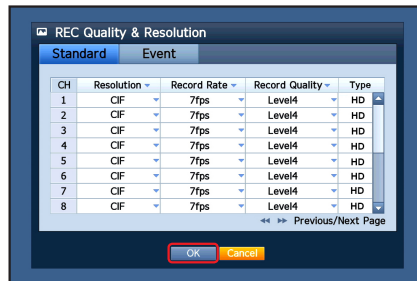 REC Quality & Resolution
Standard Event
CH Resolution Record Rate Record Quality Type
1 CIF 7fps Level4 HD
2 CIF 7fps Level4 HD
3 CIF 7fps Level4 HD
4 CIF 7fps Level4 HD
5 CIF 7fps Level4 HD
6 CIF 7fps Level4 HD
7 CIF 7fps Level4 HD
8 CIF 7fps Level4 HD
Previous/Next Page
OK Cancel